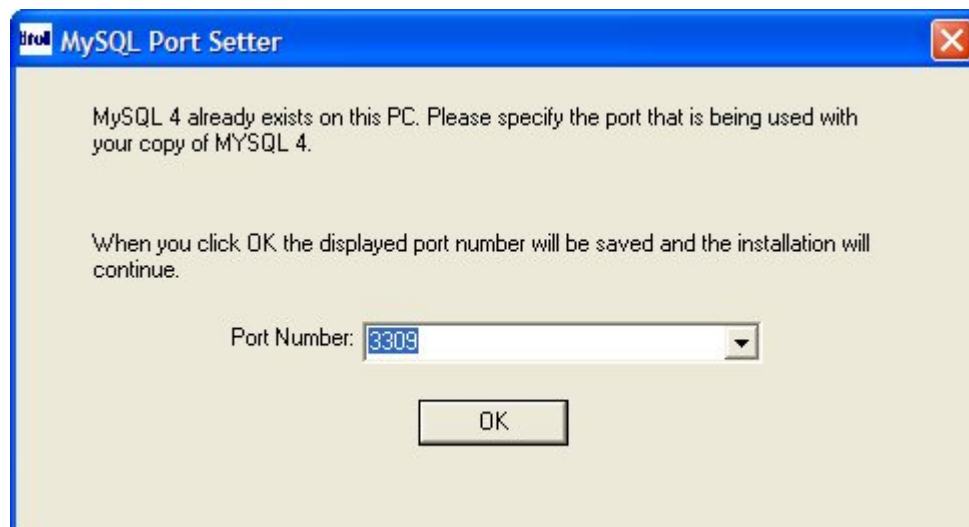 MySQL Port Setter
MySQL 4 already exists on this PC. Please specify the port that is being used with
your copy of MYSQL 4.
When you click OK the displayed port number will be saved and the installation will
continue.
Port Number: 3309
OK